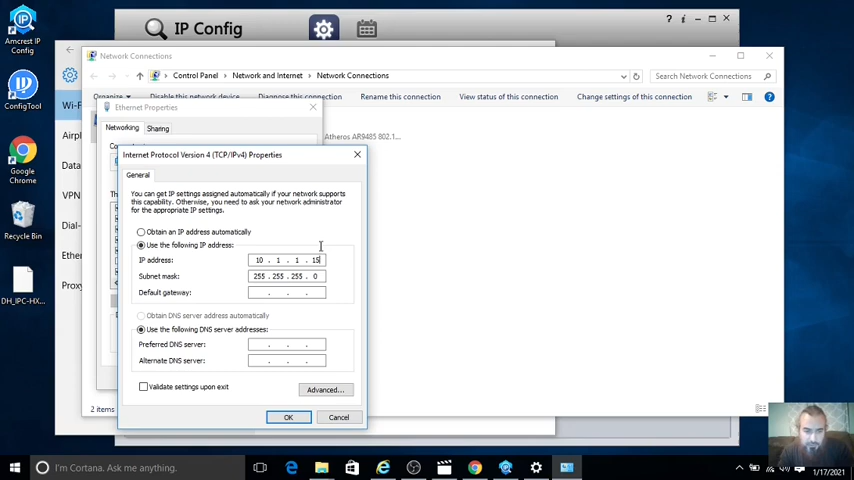 Amcrest IP
Config
IP Config
?
Network Connections
Control Panel > Network and Internet > Network Connections
Search Network Connections
ConfigTool
Organize
Disable this network device
Diagnose this connection
Rename this connection
View status of this connection
Change settings of this connection
Ethernet Properties
Wi-F
Networking
Sharing
Airpl
Atheros AR9485 802.1...
Google
Chrome
Internet Protocol Version 4 (TCP/IPv4) Properties
Data
General
You can get IP settings assigned automatically if your network supports
this capability. Otherwise, you need to ask your network administrator
for the appropriate IP settings.
VPN
Dial-
Recycle Bin
Obtain an IP address automatically
Use the following IP address:
Ether
IP address:
10 . 1 . 1 . 15
Subnet mask:
255 . 255 . 255 . 0
Default gateway:
DH_IPC-HX...
Obtain DNS server address automatically
Use the following DNS server addresses:
Preferred DNS server:
Alternate DNS server:
Validate settings upon exit
Advanced...
2 items
OK
Cancel
I'm Cortana. Ask me anything.
1/17/2021